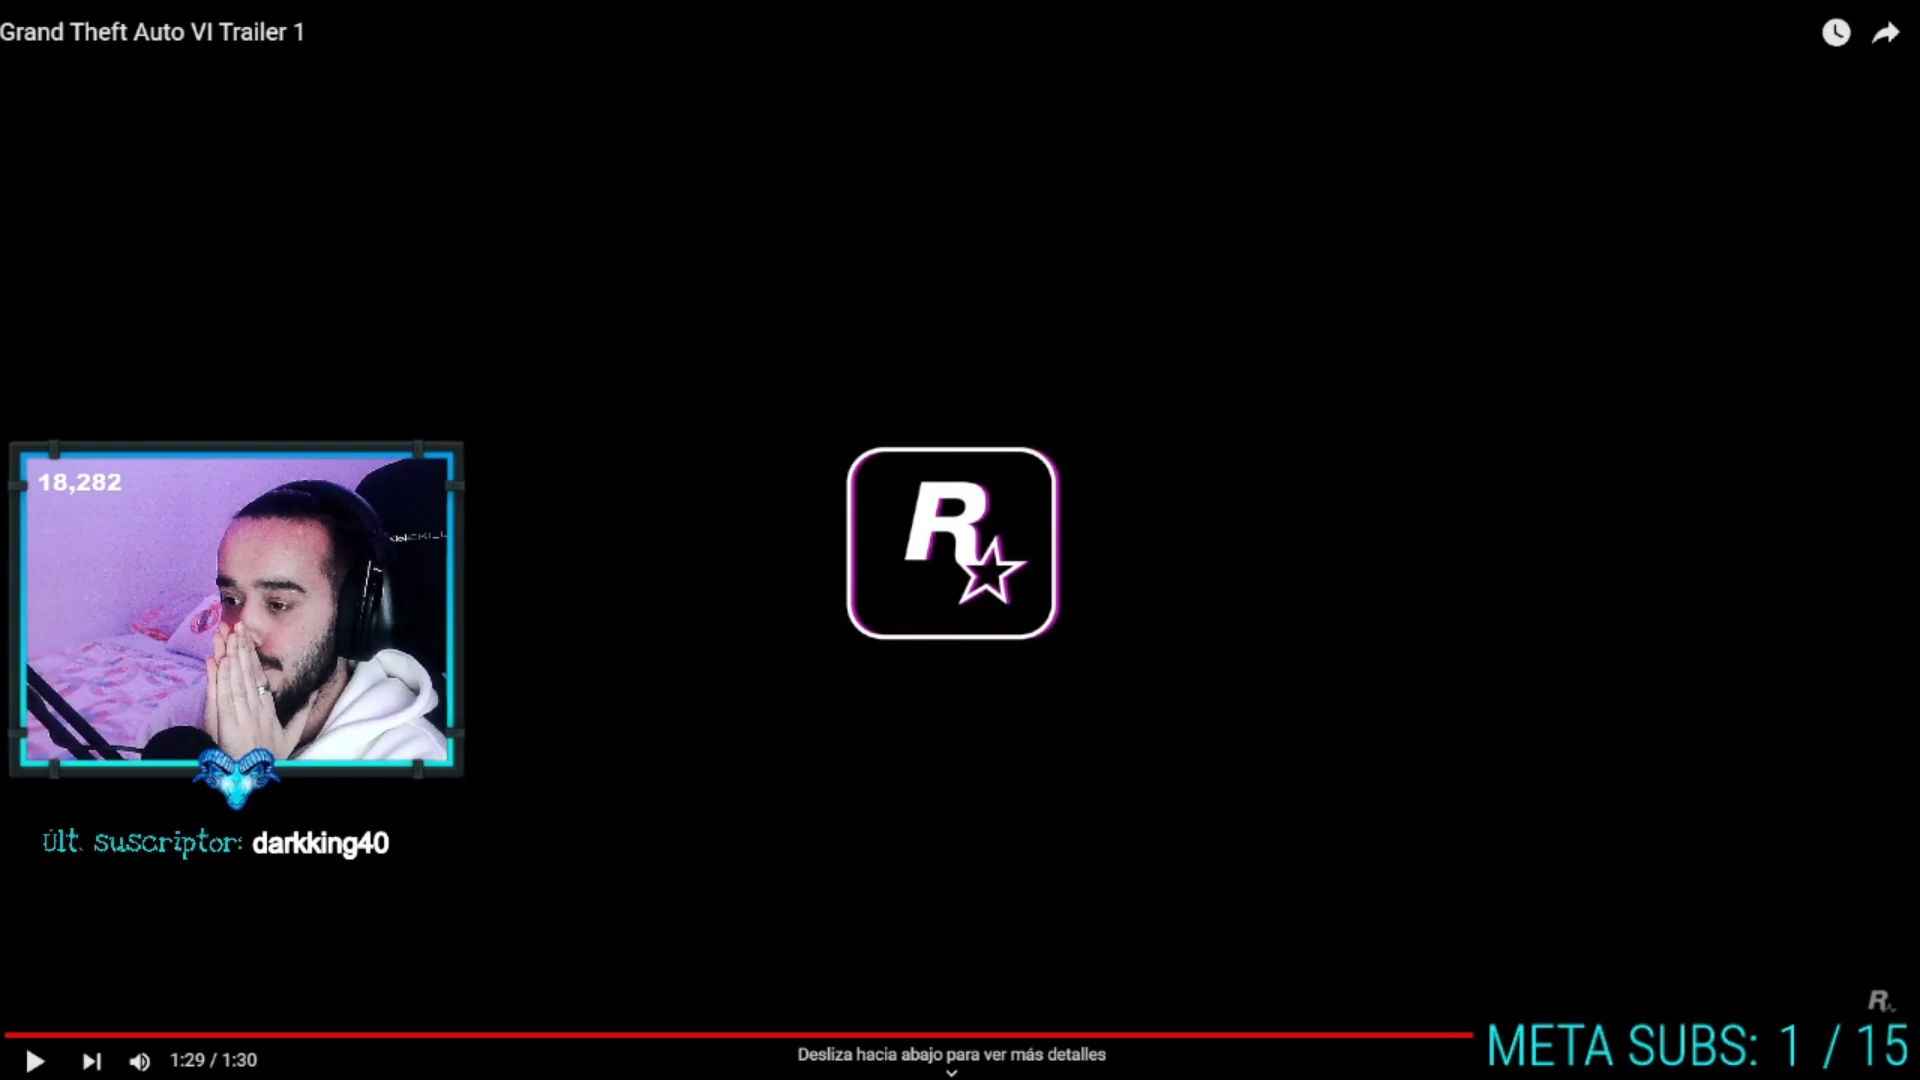 Grand Theft Auto VI Trailer 1
18,282
R
Últ. suscriptor: darkking40
R
META SUBS: 1 / 15
1:29 / 1:30
Desliza hacia abajo para ver más detalles